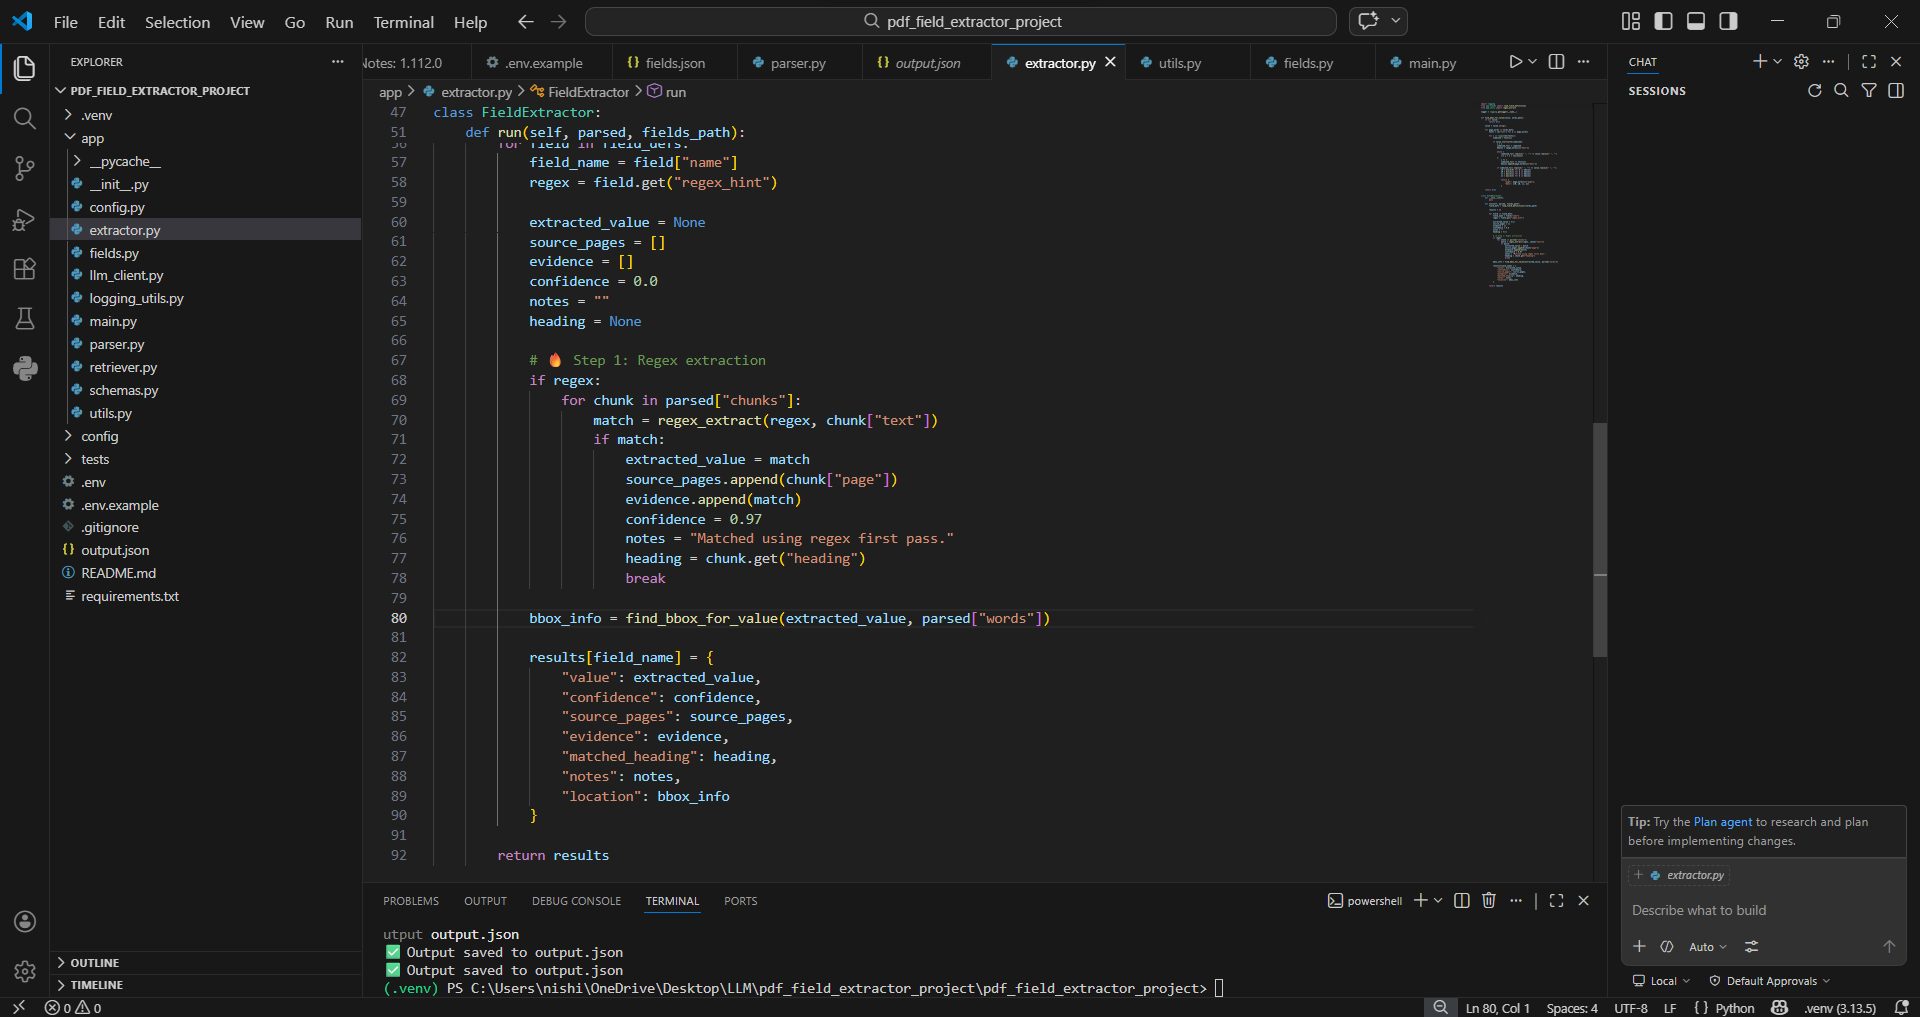 File Edit Selection View Go Run Terminal Help
pdf_field_extractor_project
EXPLORER
PDF_FIELD_EXTRACTOR_PROJECT
.venv
app
__pycache__
__init__.py
config.py
extractor.py
fields.py
llm_client.py
logging_utils.py
main.py
parser.py
retriever.py
schemas.py
utils.py
config
tests
.env
.env.example
.gitignore
output.json
README.md
requirements.txt
OUTLINE
TIMELINE
Notes: 1.112.0 .env.example fields.json parser.py output.json extractor.py utils.py fields.py main.py
app > extractor.py > FieldExtractor > run
47 class FieldExtractor:
51 def run(self, parsed, fields_path):
56 for field in field_defs:
57 field_name = field["name"]
58 regex = field.get("regex_hint")
59
60 extracted_value = None
61 source_pages = []
62 evidence = []
63 confidence = 0.0
64 notes = ""
65 heading = None
66
67 # 🔥 Step 1: Regex extraction
68 if regex:
69 for chunk in parsed["chunks"]:
70 match = regex_extract(regex, chunk["text"])
71 if match:
72 extracted_value = match
73 source_pages.append(chunk["page"])
74 evidence.append(match)
75 confidence = 0.97
76 notes = "Matched using regex first pass."
77 heading = chunk.get("heading")
78 break
79
80 bbox_info = find_bbox_for_value(extracted_value, parsed["words"])
81
82 results[field_name] = {
83 "value": extracted_value,
84 "confidence": confidence,
85 "source_pages": source_pages,
86 "evidence": evidence,
87 "matched_heading": heading,
88 "notes": notes,
89 "location": bbox_info
90 }
91
92 return results
PROBLEMS OUTPUT DEBUG CONSOLE TERMINAL PORTS
powershell
utput output.json
✅ Output saved to output.json
✅ Output saved to output.json
(.venv) PS C:\Users\nishi\OneDrive\Desktop\LLM\pdf_field_extractor_project\pdf_field_extractor_project>
CHAT
SESSIONS
Tip: Try the Plan agent to research and plan
before implementing changes.
extractor.py
Describe what to build
Auto
Local Default Approvals
0 0
Ln 80, Col 1 Spaces: 4 UTF-8 LF { } Python .venv (3.13.5)